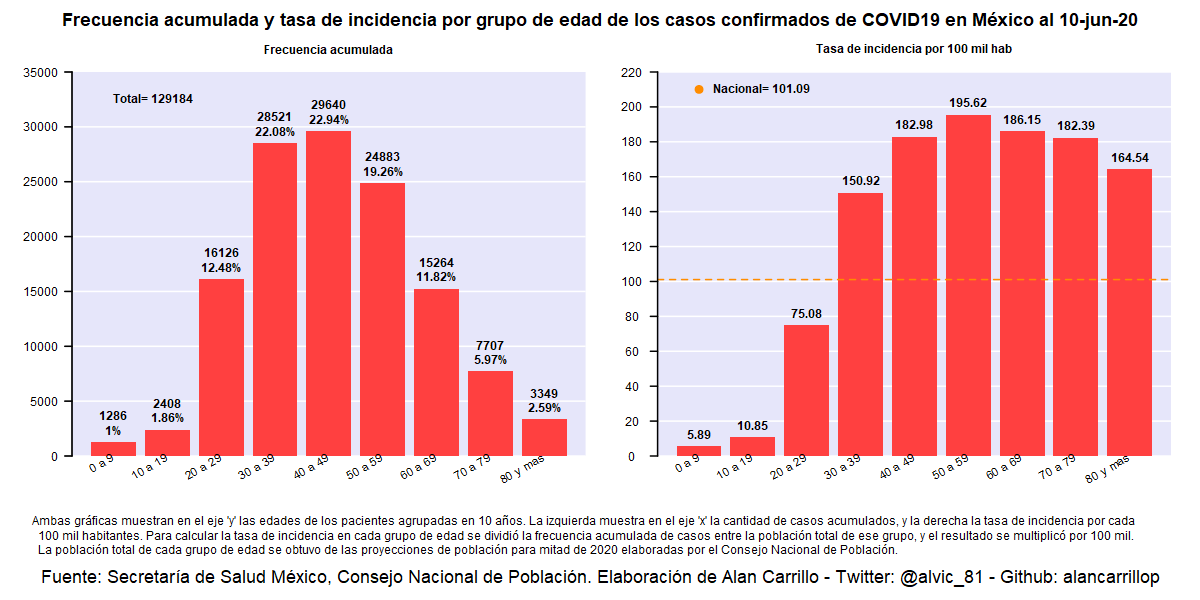 Frecuencia acumulada y tasa de incidencia por grupo de edad de los casos confirmados de COVID19 en México al 10-jun-20
Frecuencia acumulada
35000
30000
25000
20000
15000
10000
5000
0
Total= 129184
1286
1%
2408
1.86%
16126
12.48%
28521
22.08%
29640
22.94%
24883
19.26%
15264
11.82%
7707
5.97%
3349
2.59%
0 a 9
10 a 19
20 a 29
30 a 39
40 a 49
50 a 59
60 a 69
70 a 79
80 y mas
Tasa de incidencia por 100 mil hab
220
200
180
160
140
120
100
80
60
40
20
0
Nacional= 101.09
5.89
10.85
75.08
150.92
182.98
195.62
186.15
182.39
164.54
0 a 9
10 a 19
20 a 29
30 a 39
40 a 49
50 a 59
60 a 69
70 a 79
80 y mas
Ambas gráficas muestran en el eje 'y' las edades de los pacientes agrupadas en 10 años. La izquierda muestra en el eje 'x' la cantidad de casos acumulados, y la derecha la tasa de incidencia por cada
100 mil habitantes. Para calcular la tasa de incidencia en cada grupo de edad se dividió la frecuencia acumulada de casos entre la población total de ese grupo, y el resultado se multiplicó por 100 mil.
La población total de cada grupo de edad se obtuvo de las proyecciones de población para mitad de 2020 elaboradas por el Consejo Nacional de Población.
Fuente: Secretaría de Salud México, Consejo Nacional de Población. Elaboración de Alan Carrillo - Twitter: @alvic_81 - Github: alancarrillop